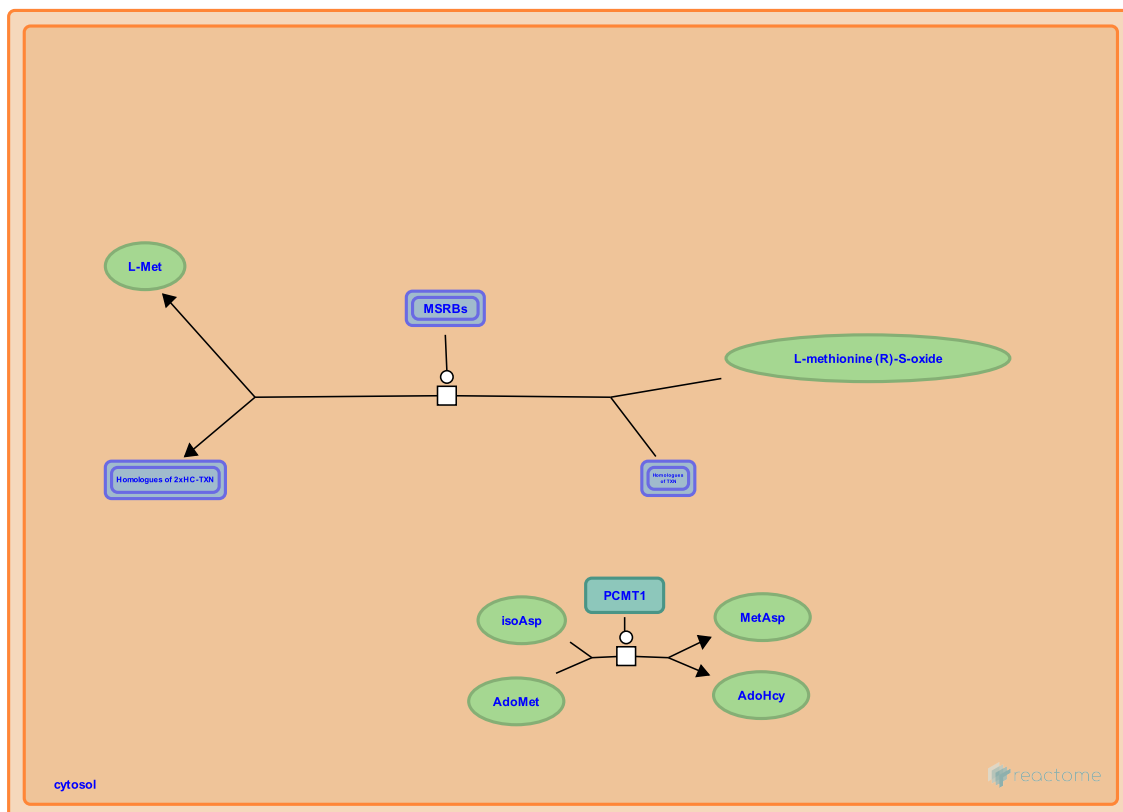 L-Met
MSRBs
L-methionine (R)-S-oxide
Homologues of 2xHC-TXN
Homologues
of TXN
PCMT1
isoAsp
MetAsp
AdoMet
AdoHcy
cytosol
reactome